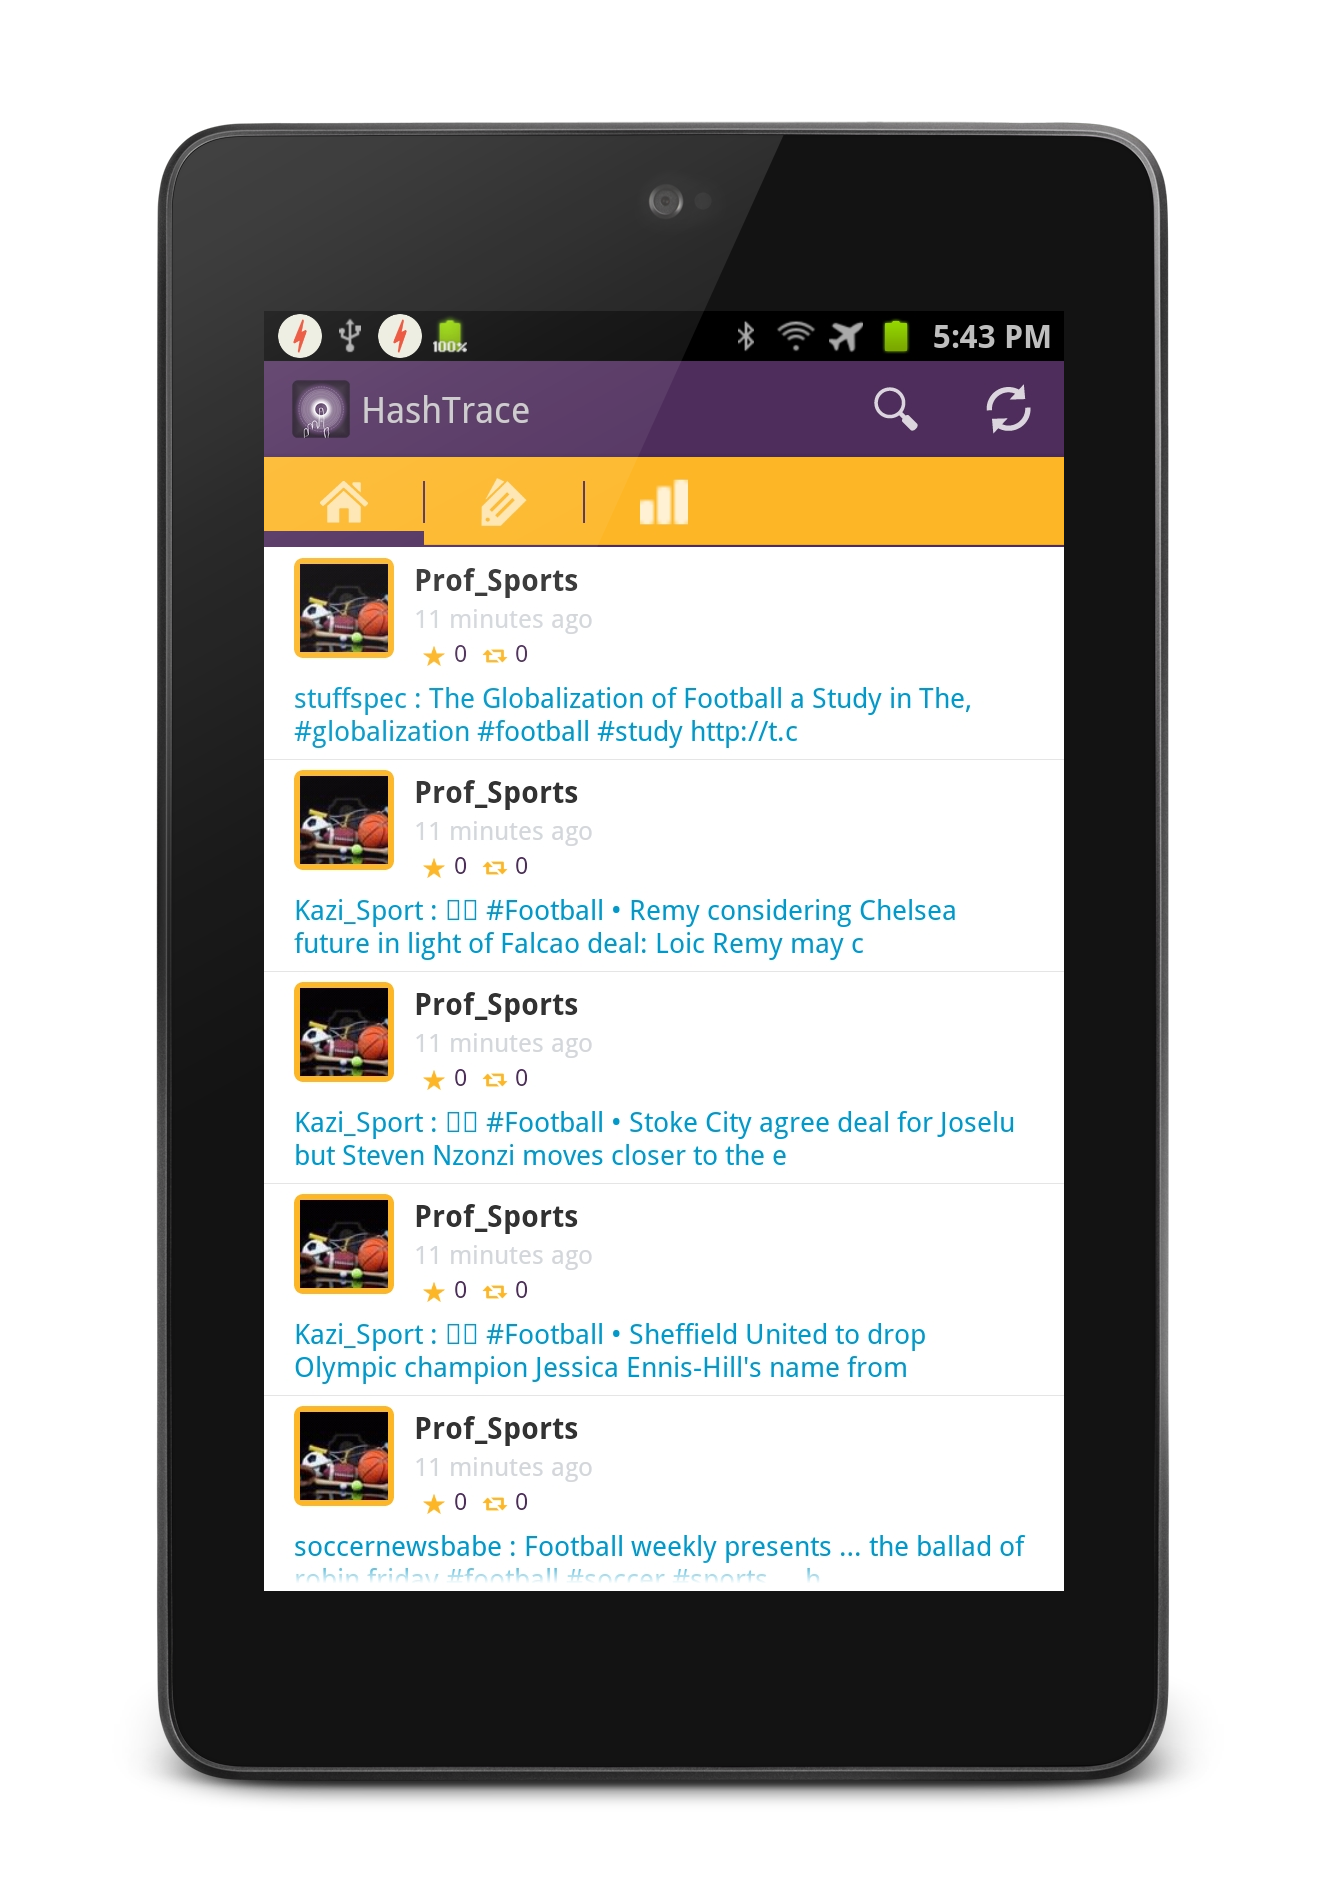 100%
5:43 PM
HashTrace
Prof_Sports
11 minutes ago
0 0
stuffspec : The Globalization of Football a Study in The,
#globalization #football #study http://t.c
Prof_Sports
11 minutes ago
0 0
Kazi_Sport : #Football • Remy considering Chelsea
future in light of Falcao deal: Loic Remy may c
Prof_Sports
11 minutes ago
0 0
Kazi_Sport : #Football • Stoke City agree deal for Joselu
but Steven Nzonzi moves closer to the e
Prof_Sports
11 minutes ago
0 0
Kazi_Sport : #Football • Sheffield United to drop
Olympic champion Jessica Ennis-Hill's name from
Prof_Sports
11 minutes ago
0 0
soccernewsbabe : Football weekly presents ... the ballad of
robin friday #football #soccer #sports ... h